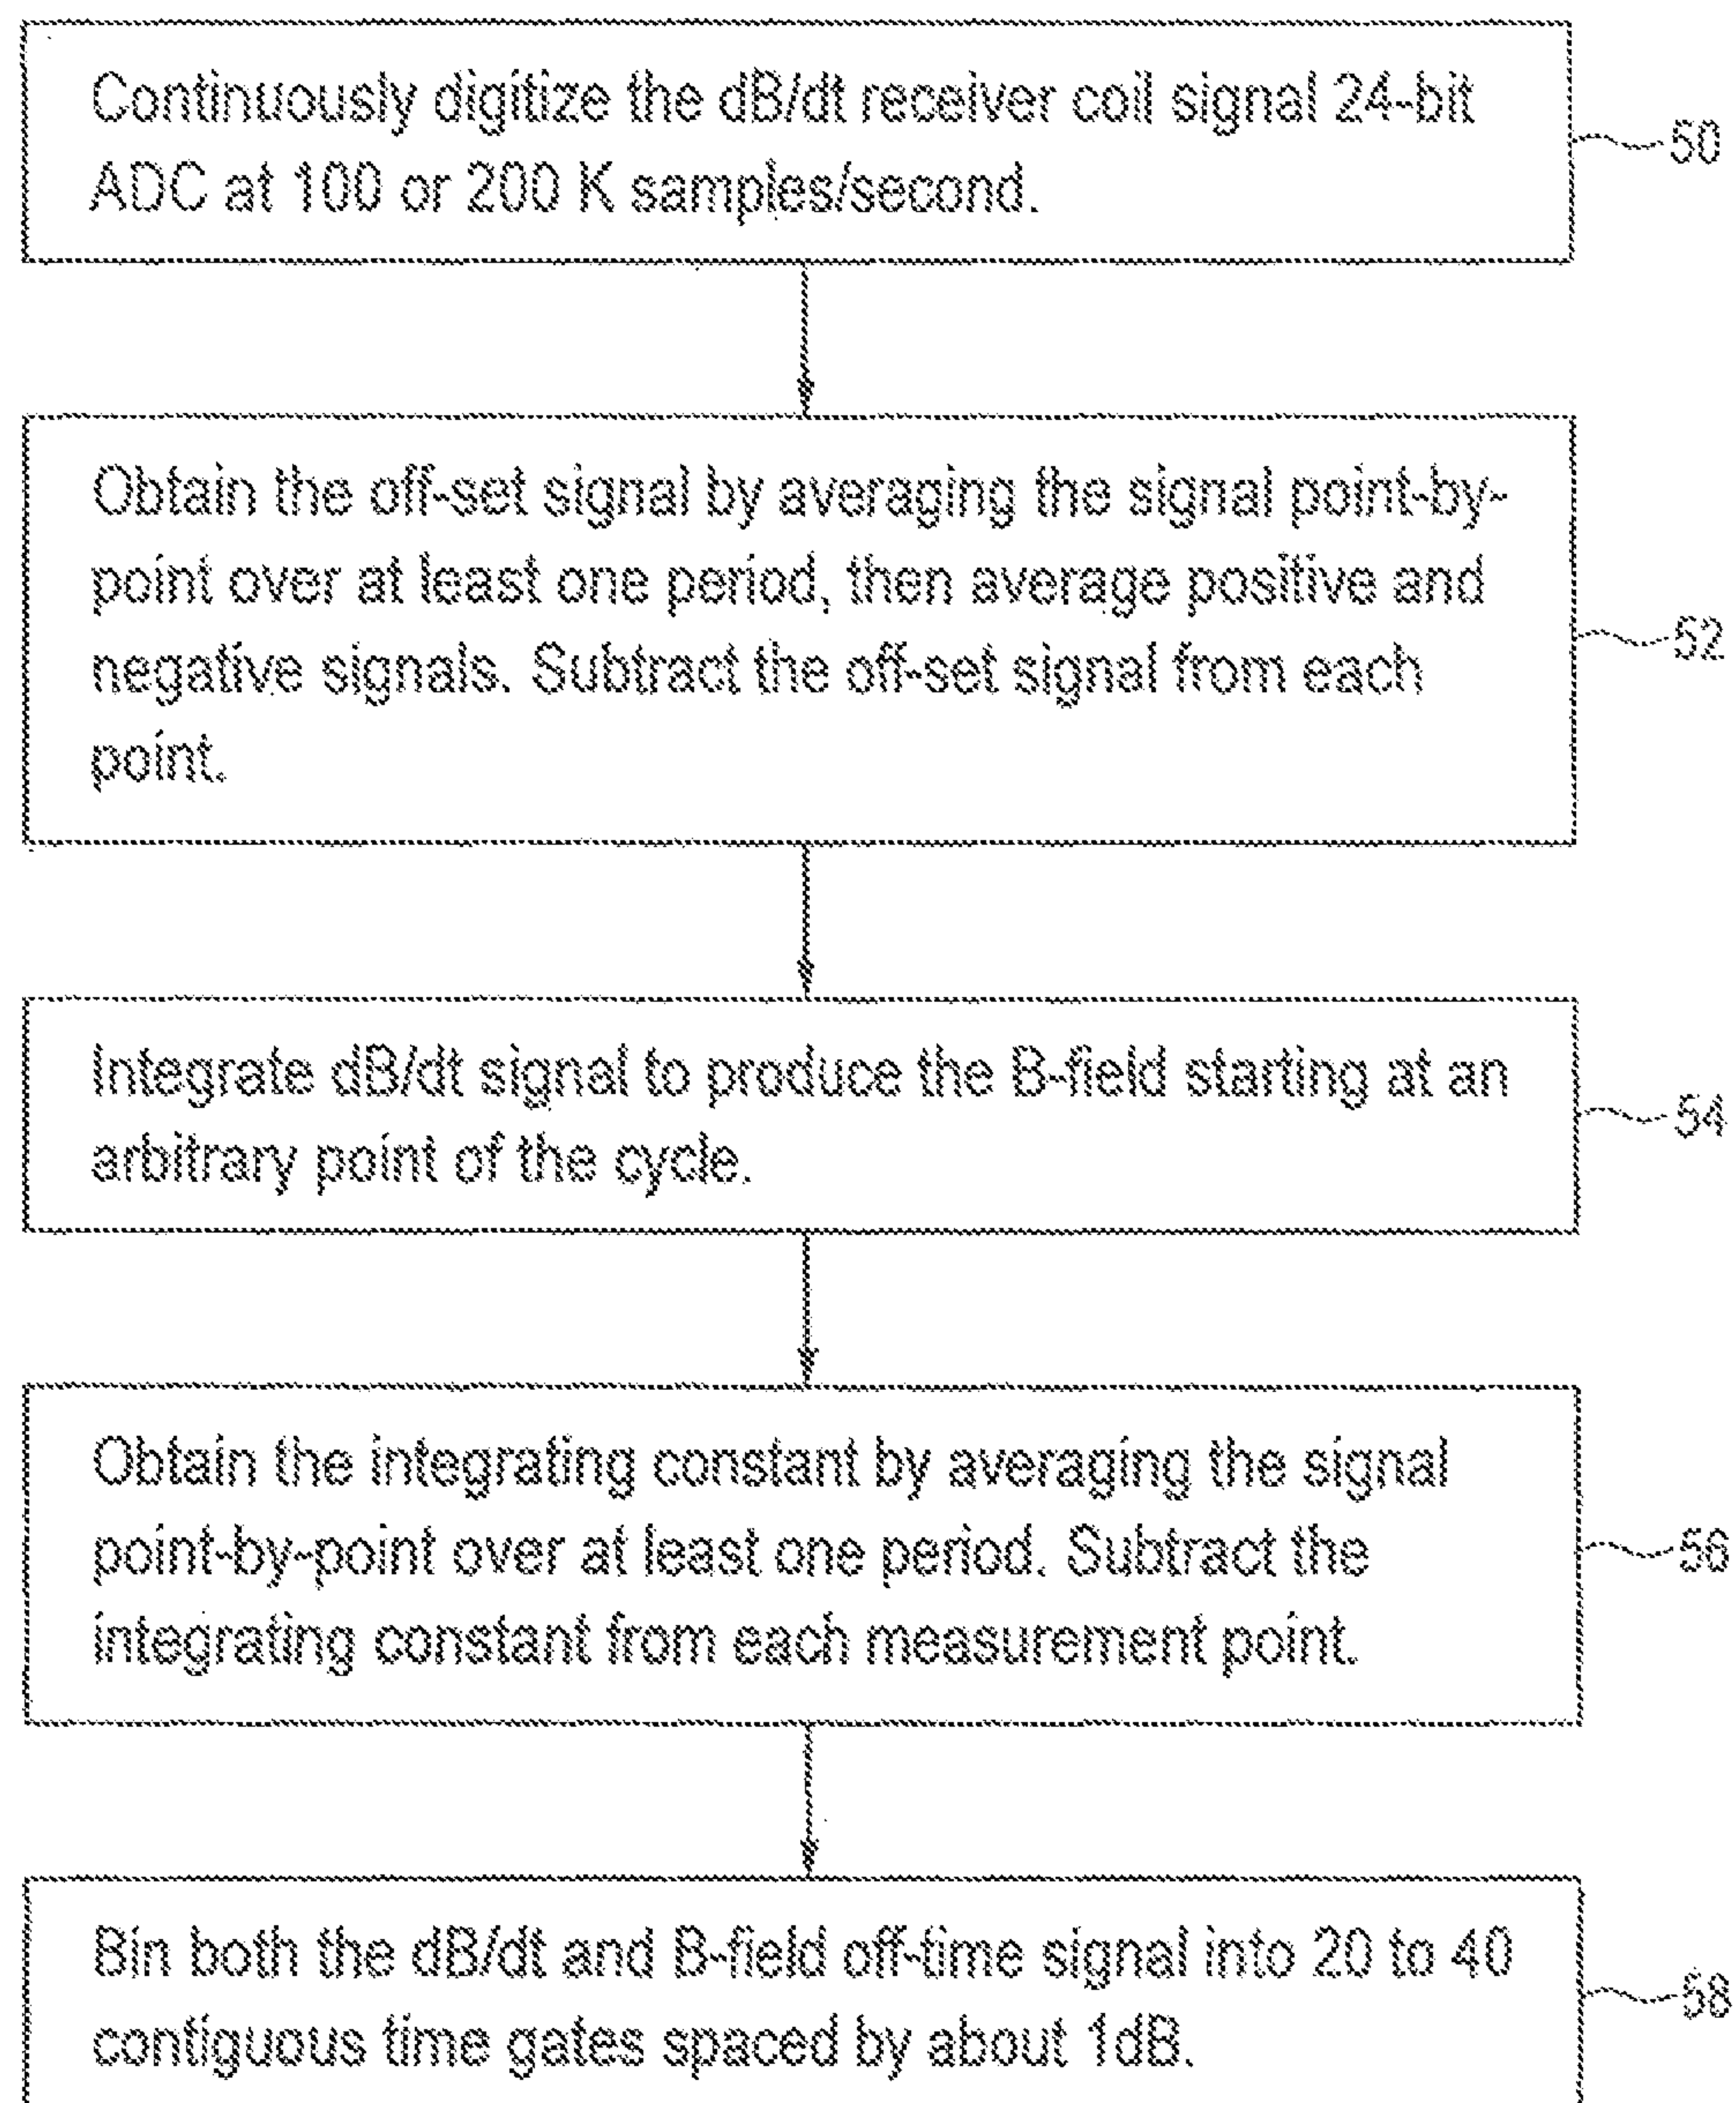 Continuously digitize the dB/dt receiver coil signal 24-bit
ADC at 100 or 200 K samples/second.
50
Obtain the off-set signal by averaging the signal point-by-
point over at least one period, then average positive and
negative signals. Subtract the off-set signal from each
point.
52
Integrate dB/dt signal to produce the B-field starting at an
arbitrary point of the cycle.
54
Obtain the integrating constant by averaging the signal
point-by-point over at least one period. Subtract the
integrating constant from each measurement point.
56
Bin both the dB/dt and B-field off-time signal into 20 to 40
contiguous time gates spaced by about 1dB.
58